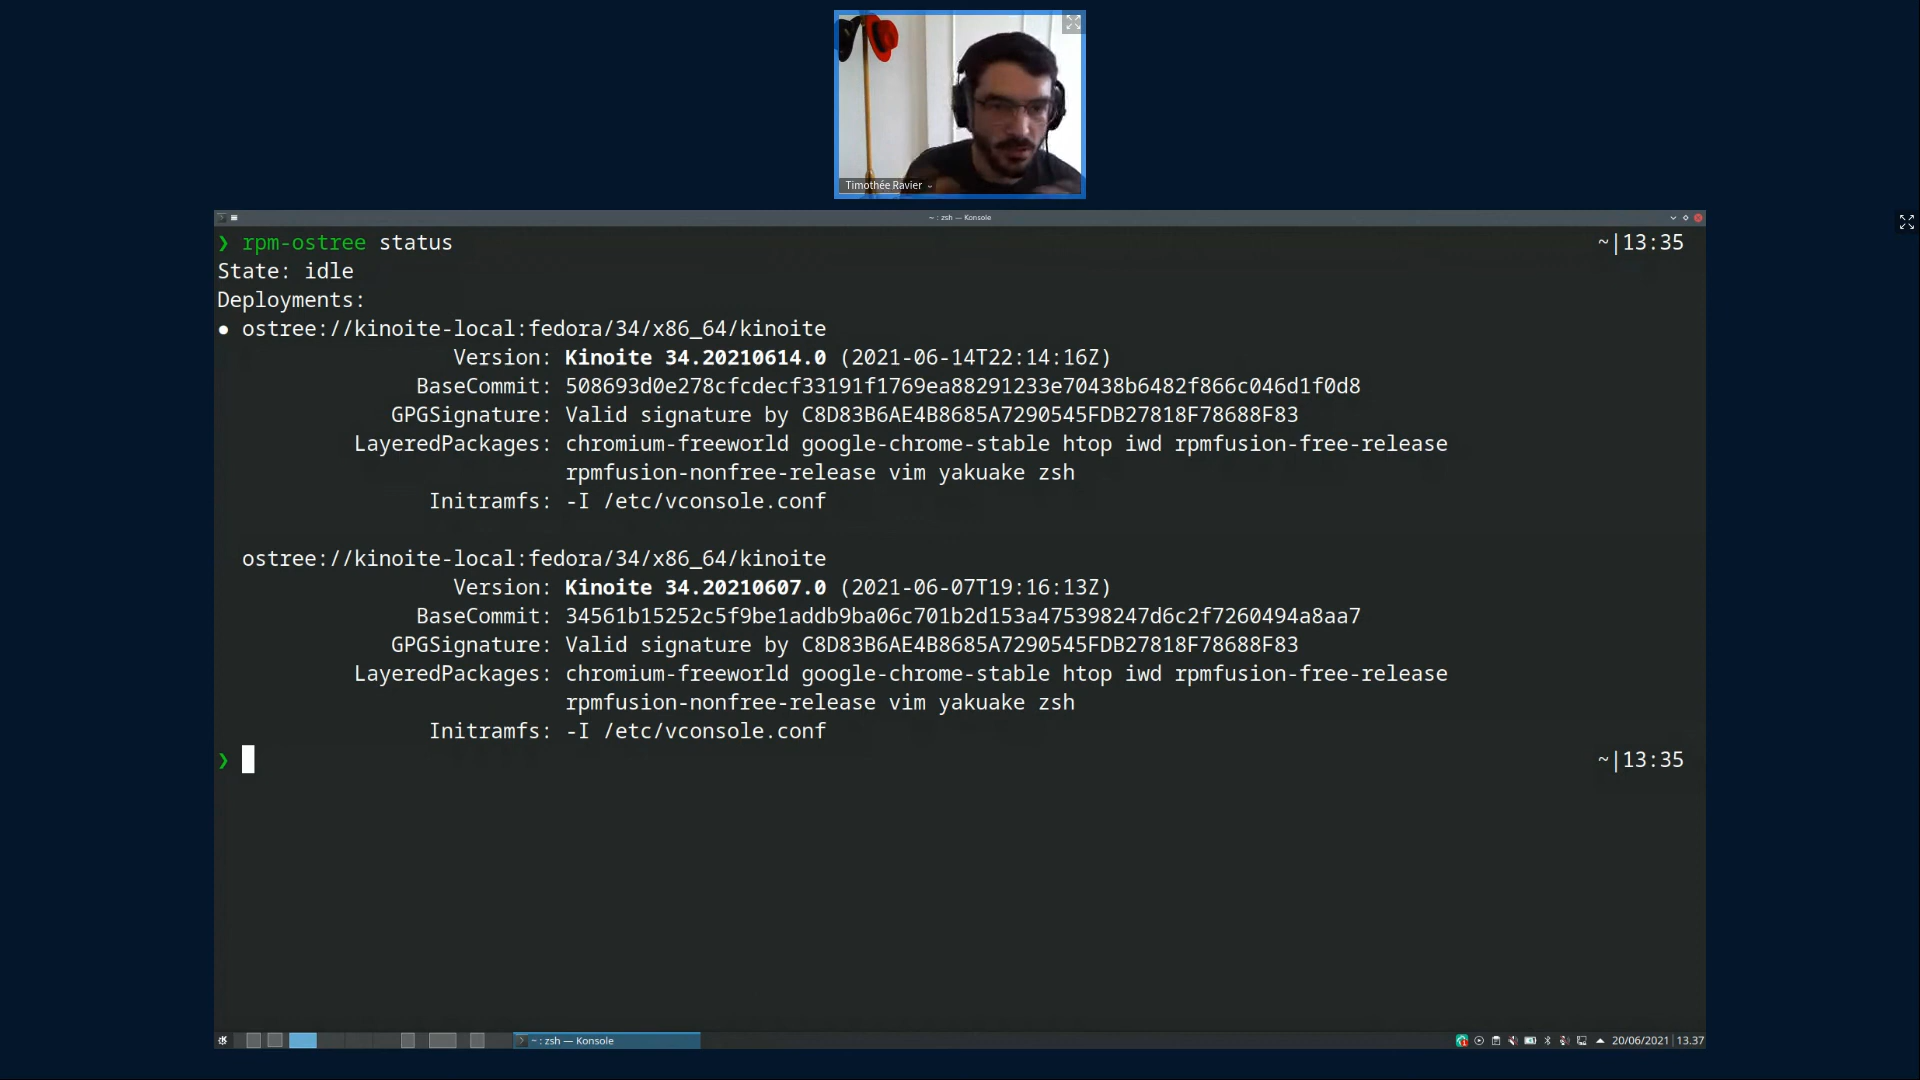 Timothée Ravier
~ : zsh — Konsole
❯ rpm-ostree status ~|13:35
State: idle
Deployments:
● ostree://kinoite-local:fedora/34/x86_64/kinoite
Version: Kinoite 34.20210614.0 (2021-06-14T22:14:16Z)
BaseCommit: 508693d0e278cfcdecf33191f1769ea88291233e70438b6482f866c046d1f0d8
GPGSignature: Valid signature by C8D83B6AE4B8685A7290545FDB27818F78688F83
LayeredPackages: chromium-freeworld google-chrome-stable htop iwd rpmfusion-free-release
rpmfusion-nonfree-release vim yakuake zsh
Initramfs: -I /etc/vconsole.conf
ostree://kinoite-local:fedora/34/x86_64/kinoite
Version: Kinoite 34.20210607.0 (2021-06-07T19:16:13Z)
BaseCommit: 34561b15252c5f9be1addb9ba06c701b2d153a475398247d6c2f7260494a8aa7
GPGSignature: Valid signature by C8D83B6AE4B8685A7290545FDB27818F78688F83
LayeredPackages: chromium-freeworld google-chrome-stable htop iwd rpmfusion-free-release
rpmfusion-nonfree-release vim yakuake zsh
Initramfs: -I /etc/vconsole.conf
❯ ~|13:35
~ : zsh — Konsole 20/06/2021 13.37